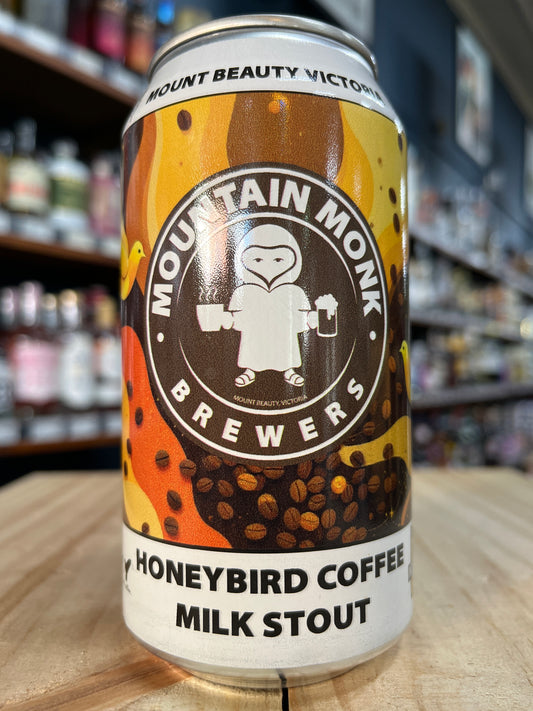 MOUNT BEAUTY VICTORIA
MOUNTAIN MONK
MOUNT BEAUTY, VICTORIA
BREWERS
HONEYBIRD COFFEE
MILK STOUT